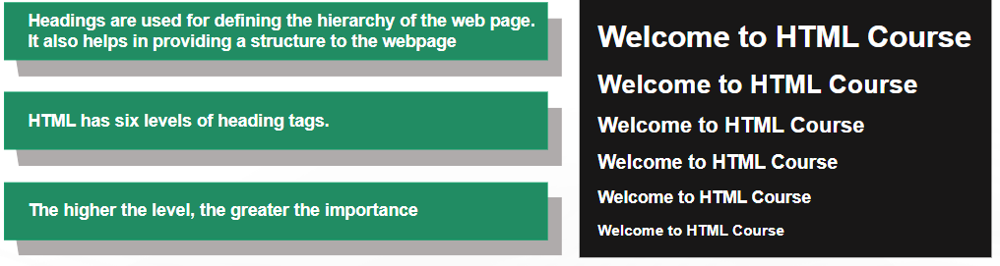 Headings are used for defining the hierarchy of the web page.
It also helps in providing a structure to the webpage
HTML has six levels of heading tags.
The higher the level, the greater the importance
Welcome to HTML Course
Welcome to HTML Course
Welcome to HTML Course
Welcome to HTML Course
Welcome to HTML Course
Welcome to HTML Course